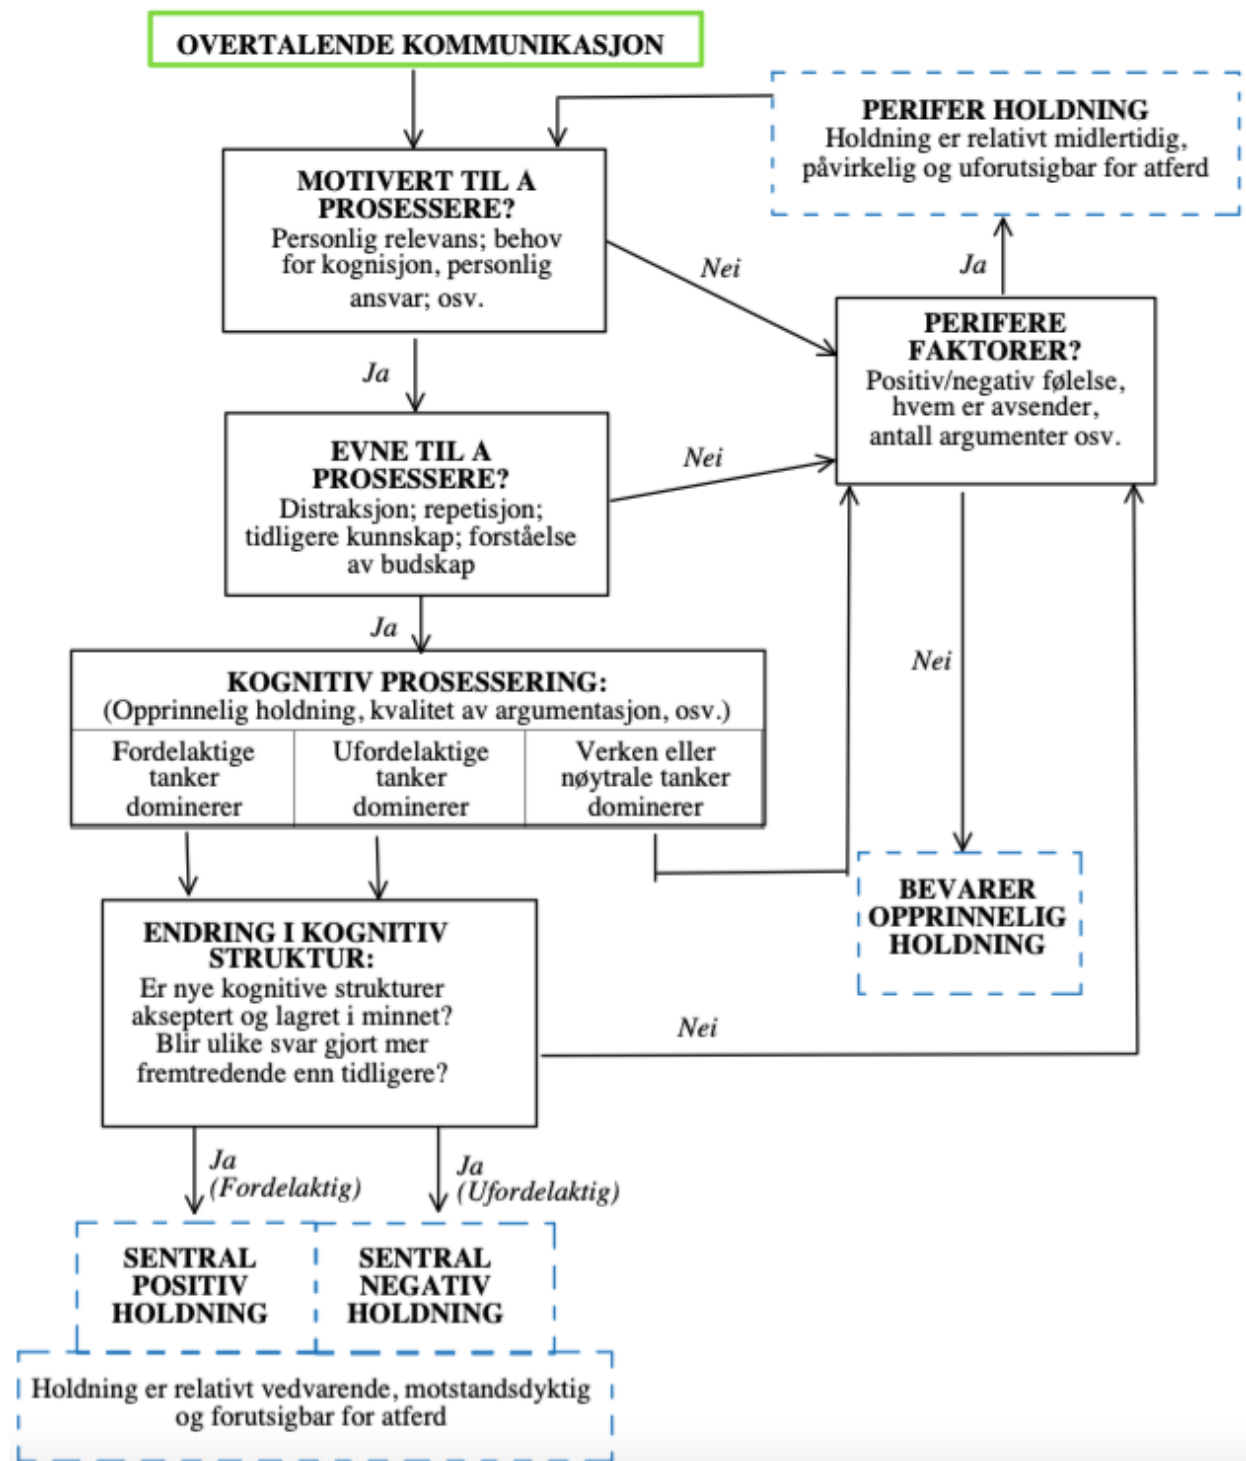 OVERTALENDE KOMMUNIKASJON
PERIFER HOLDNING
Holdning er relativt midlertidig,
påvirkelig og uforutsigbar for atferd
MOTIVERT TIL A
PROSESSERE?
Personlig relevans; behov
for kognisjon, personlig
ansvar; osv.
Nei
Ja
PERIFERE
FAKTORER?
Positiv/negativ følelse,
hvem er avsender,
antall argumenter osv.
Ja
EVNE TIL A
PROSESSERE?
Distraksjon; repetisjon;
tidligere kunnskap; forståelse
av budskap
Nei
Ja
Nei
KOGNITIV PROSESSERING:
(Opprinnelig holdning, kvalitet av argumentasjon, osv.)
Fordelaktige
tanker
dominerer
Ufordelaktige
tanker
dominerer
Verken eller
nøytrale tanker
dominerer
BEVARER
OPPRINNELIG
HOLDNING
ENDRING I KOGNITIV
STRUKTUR:
Er nye kognitive strukturer
akseptert og lagret i minnet?
Blir ulike svar gjort mer
fremtredende enn tidligere?
Nei
Ja
(Fordelaktig)
Ja
(Ufordelaktig)
SENTRAL
POSITIV
HOLDNING
SENTRAL
NEGATIV
HOLDNING
Holdning er relativt vedvarende, motstandsdyktig
og forutsigbar for atferd